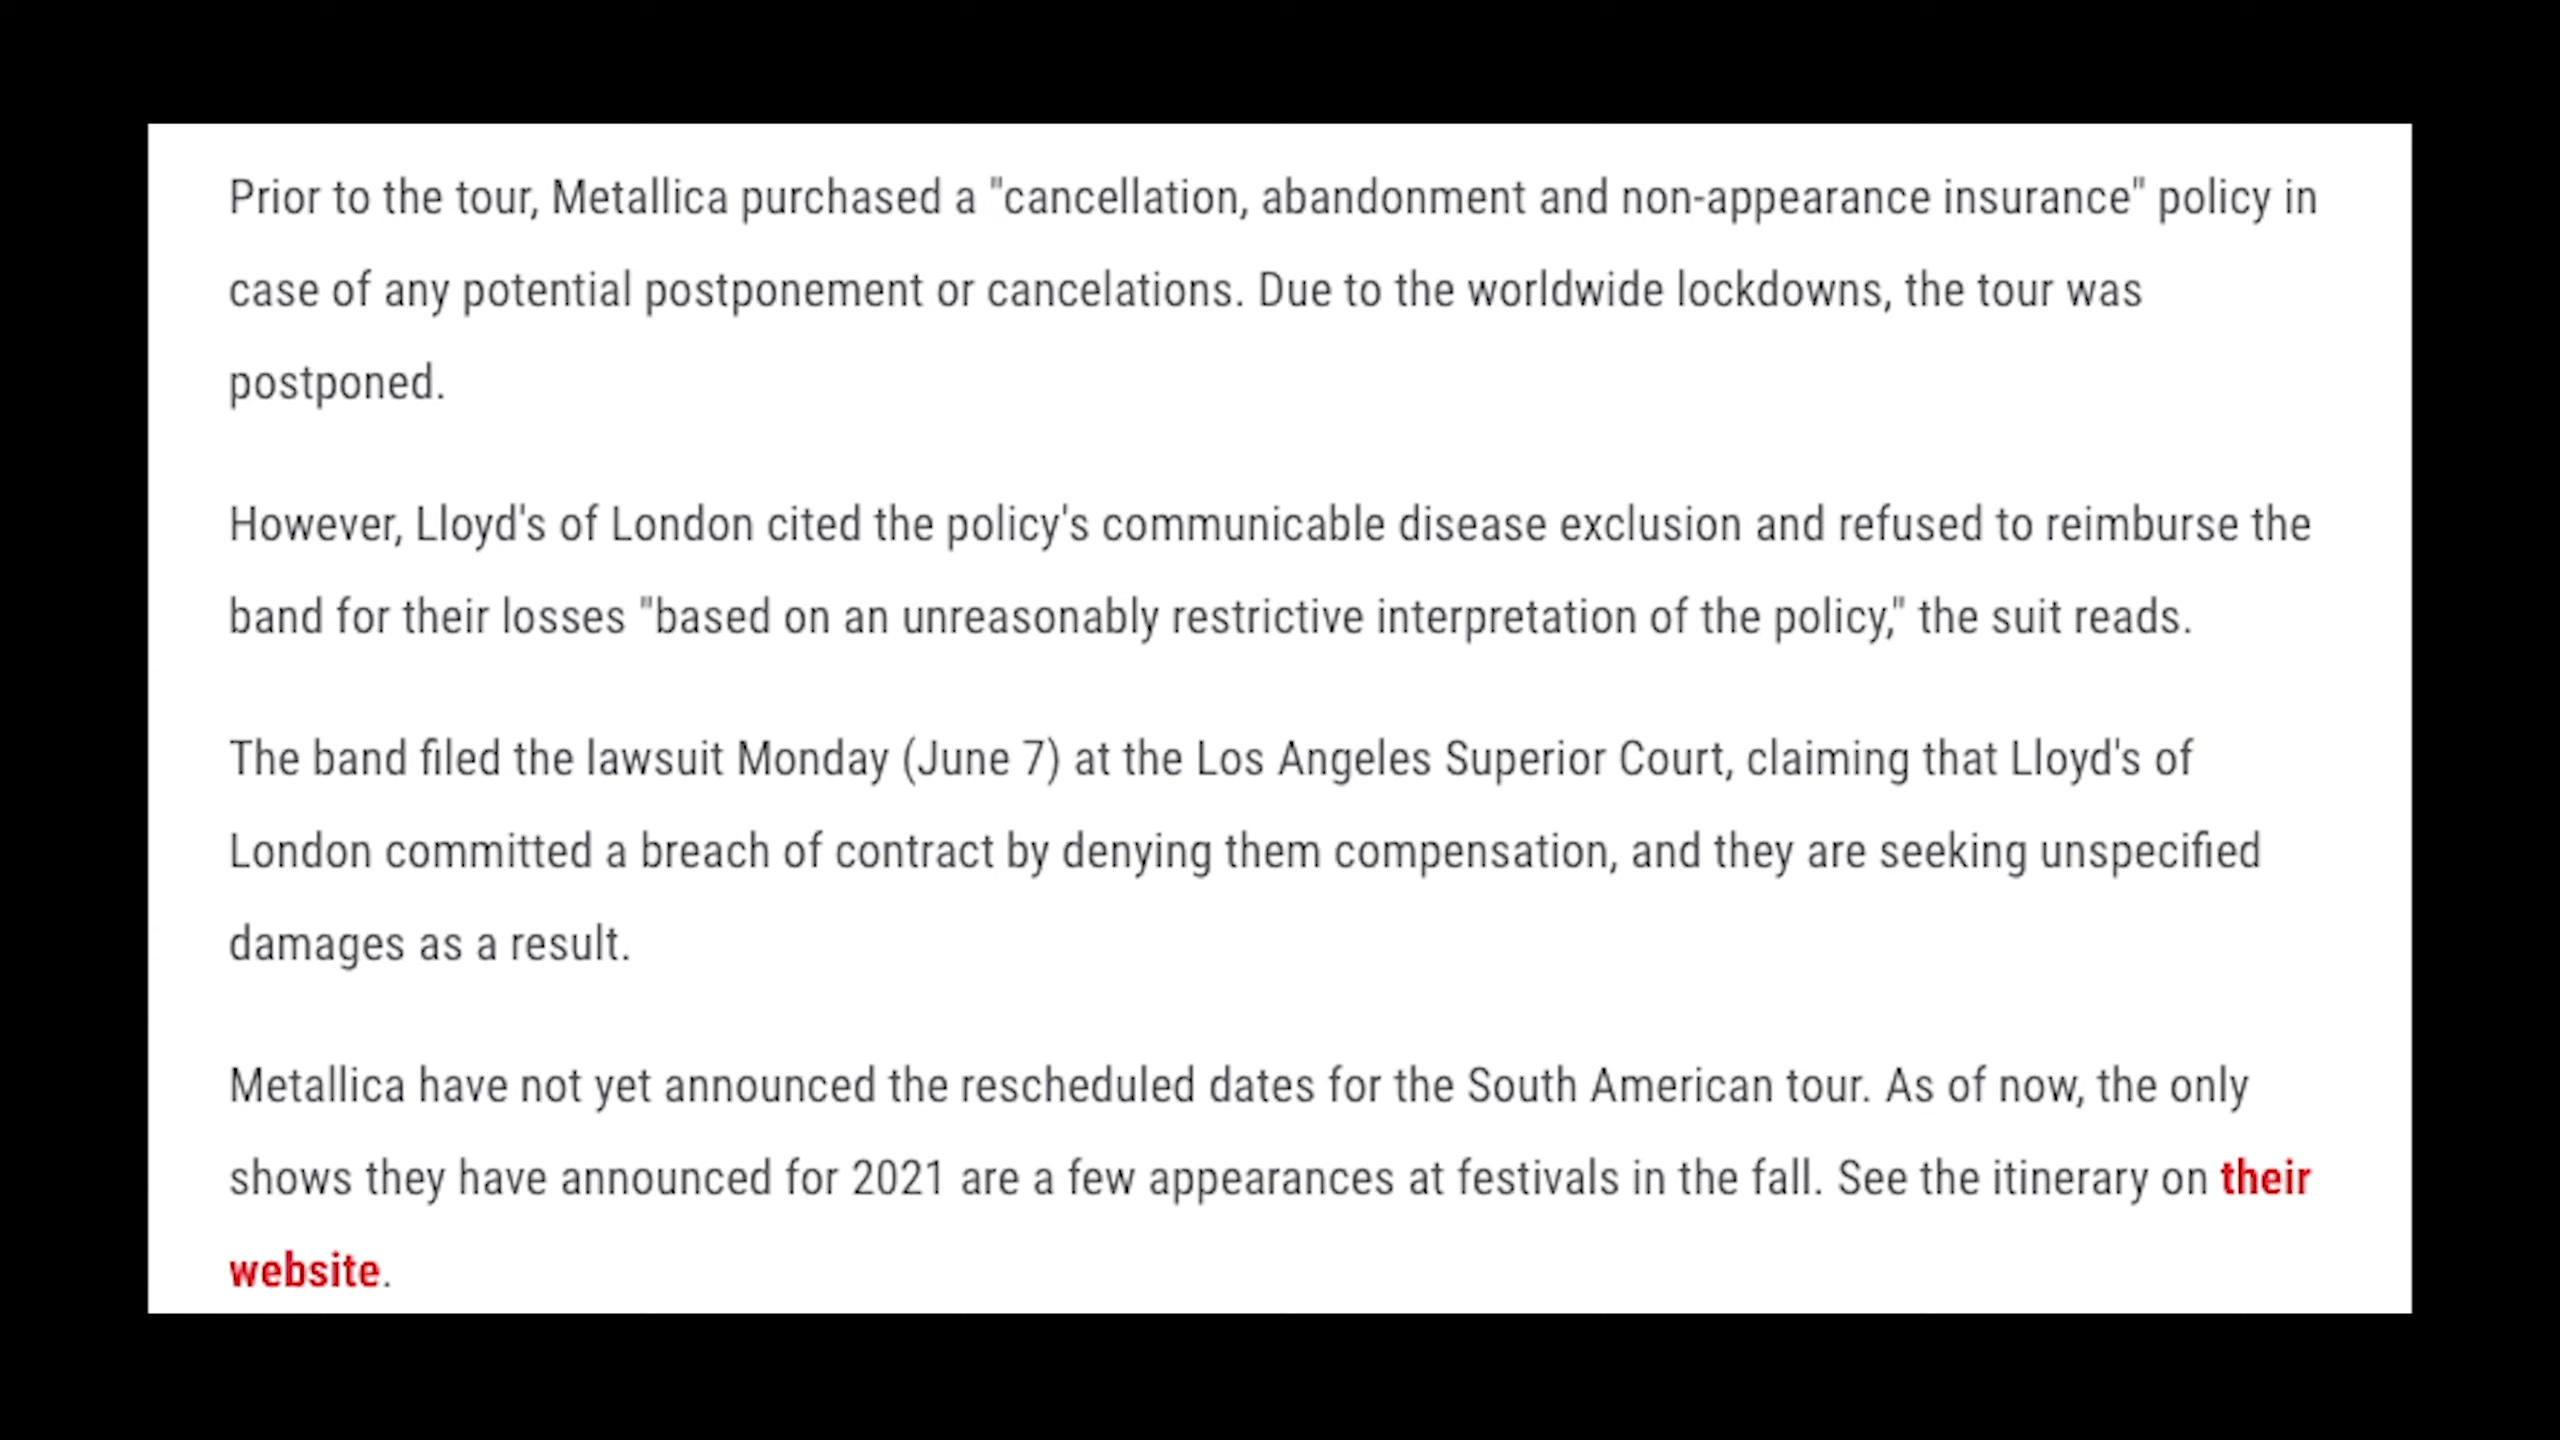 Prior to the tour, Metallica purchased a "cancellation, abandonment and non-appearance insurance" policy in
case of any potential postponement or cancelations. Due to the worldwide lockdowns, the tour was
postponed.
However, Lloyd's of London cited the policy's communicable disease exclusion and refused to reimburse the
band for their losses "based on an unreasonably restrictive interpretation of the policy," the suit reads.
The band filed the lawsuit Monday (June 7) at the Los Angeles Superior Court, claiming that Lloyd's of
London committed a breach of contract by denying them compensation, and they are seeking unspecified
damages as a result.
Metallica have not yet announced the rescheduled dates for the South American tour. As of now, the only
shows they have announced for 2021 are a few appearances at festivals in the fall. See the itinerary on their
website.